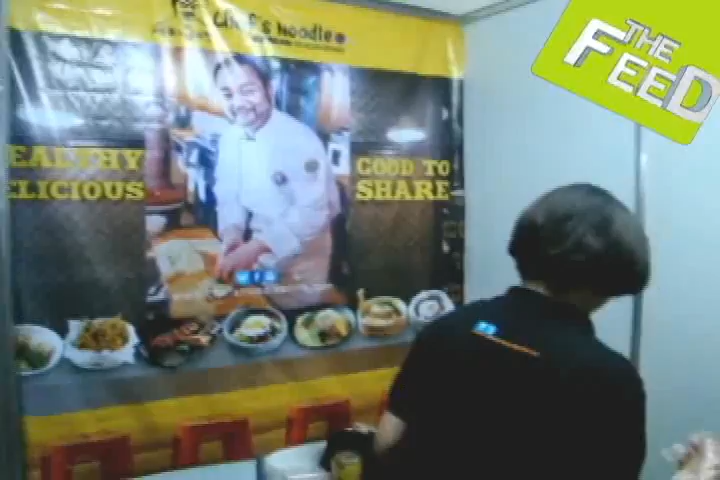 THE
FEED
Chef's Noodle
EALTHY
ELICIOUS
GOOD TO
SHARE